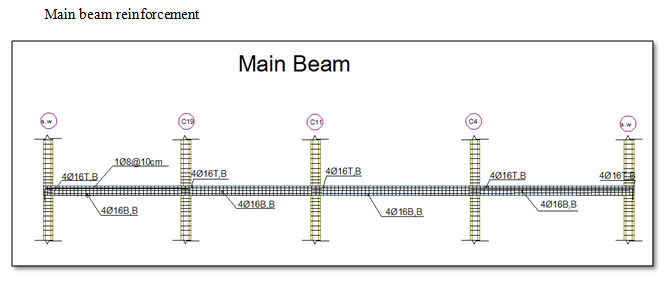 Main beam reinforcement
Main Beam
s.w C19 C11 C4 s.w
1Ø8@10cm
4Ø16T,B 4Ø16T,B 4Ø16T,B 4Ø16T,B 4Ø16T,B
4Ø16B,B 4Ø16B,B 4Ø16B,B 4Ø16B,B